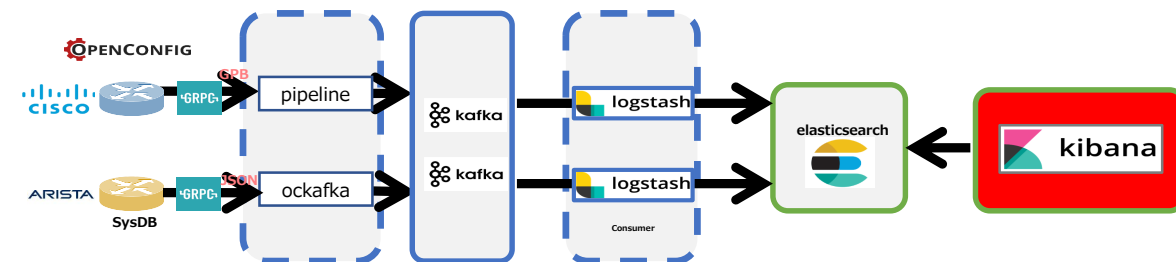 OPENCONFIG
CISCO
GRPC
GPB
pipeline
kafka
logstash
elasticsearch
kibana
ARISTA
SysDB
GRPC
JSON
ockafka
kafka
logstash
Consumer